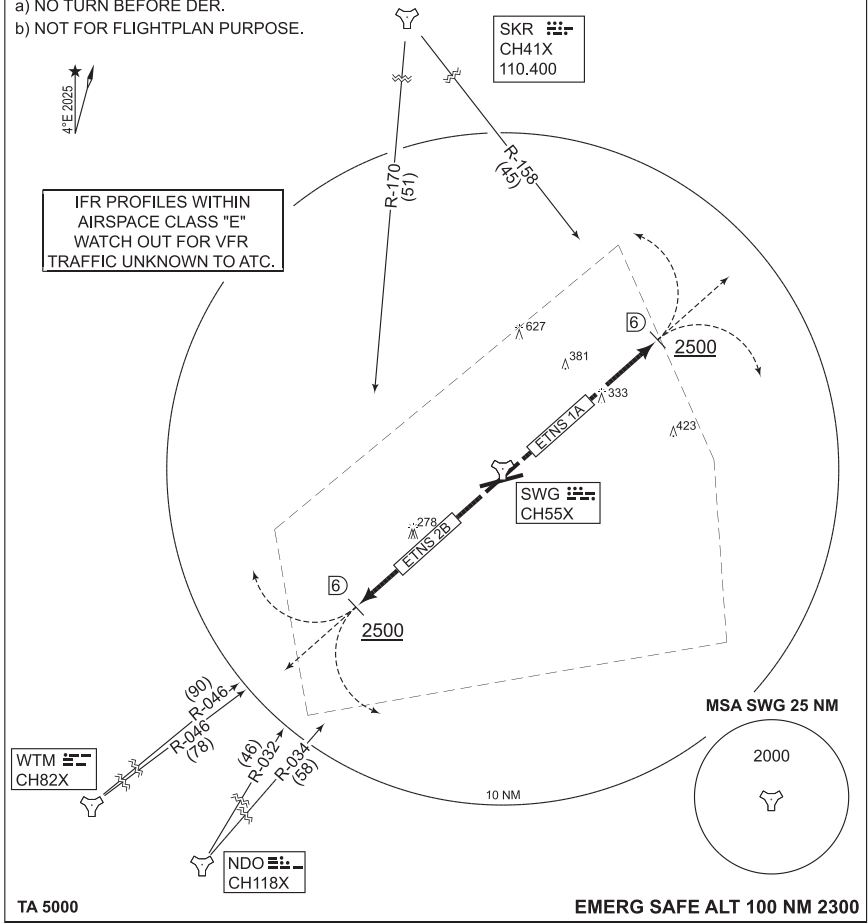 a) NO TURN BEFORE DER.
b) NOT FOR FLIGHTPLAN PURPOSE.
SKR
CH41X
110.400
4°E 2025
R-170
(51)
R-158
(45)
IFR PROFILES WITHIN
AIRSPACE CLASS "E"
WATCH OUT FOR VFR
TRAFFIC UNKNOWN TO ATC.
627
6
2500
381
333
ETNS 1A
423
SWG
CH55X
278
ETNS 2B
6
2500
(90)
R-046
R-046
(78)
(46)
R-032
R-034
(58)
MSA SWG 25 NM
2000
WTM
CH82X
10 NM
NDO
CH118X
TA 5000
EMERG SAFE ALT 100 NM 2300